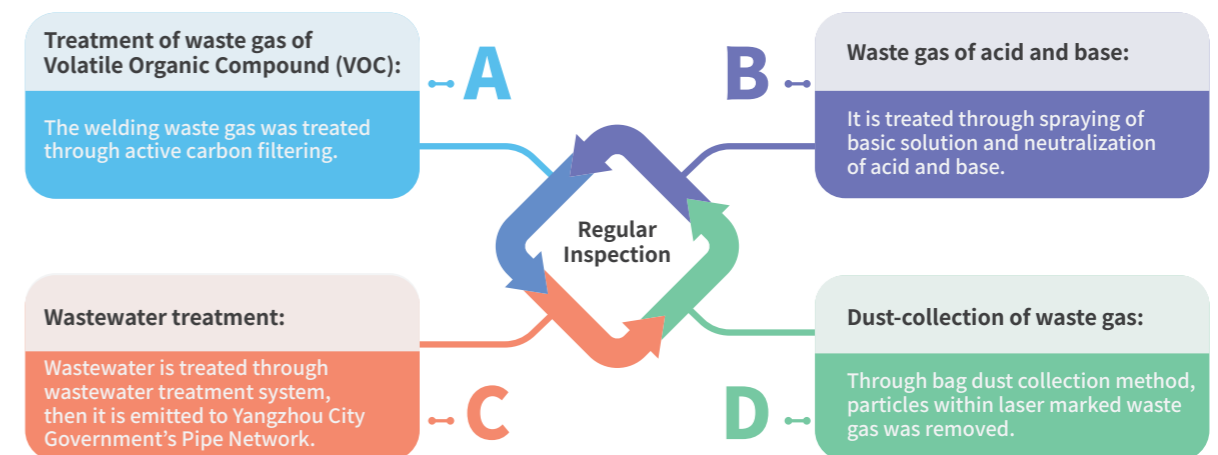 Treatment of waste gas of
Volatile Organic Compound (VOC):
The welding waste gas was treated
through active carbon filtering.
A
B
Waste gas of acid and base:
It is treated through spraying of
basic solution and neutralization
of acid and base.
Regular
Inspection
Wastewater treatment:
Wastewater is treated through
wastewater treatment system,
then it is emitted to Yangzhou City
Government’s Pipe Network.
C
D
Dust-collection of waste gas:
Through bag dust collection method,
particles within laser marked waste
gas was removed.